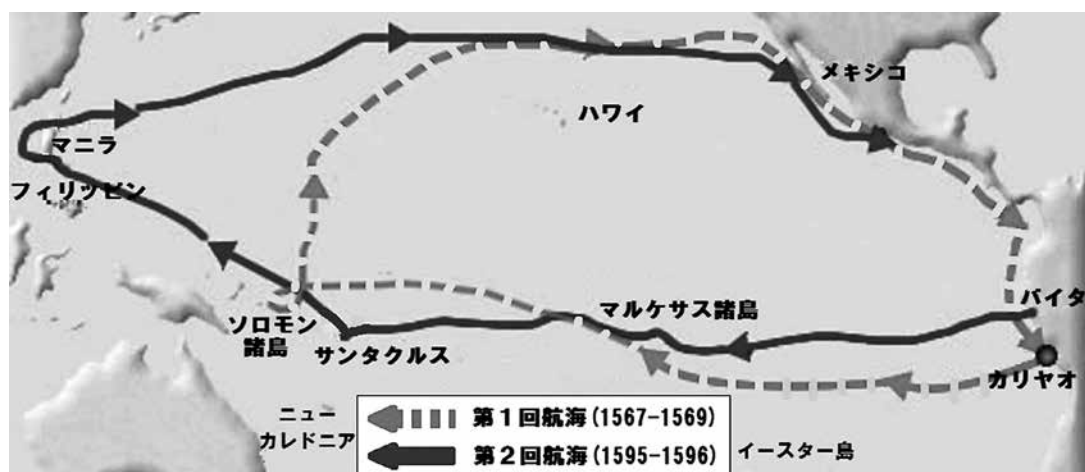 メキシコ
ハワイ
マニラ
フィリッピン
パイタ
マルケサス諸島
ソロモン
諸島
サンタクルス
カリヤオ
ニュー
カレドニア
第1回航海(1567-1569)
第2回航海(1595-1596)
イースター島